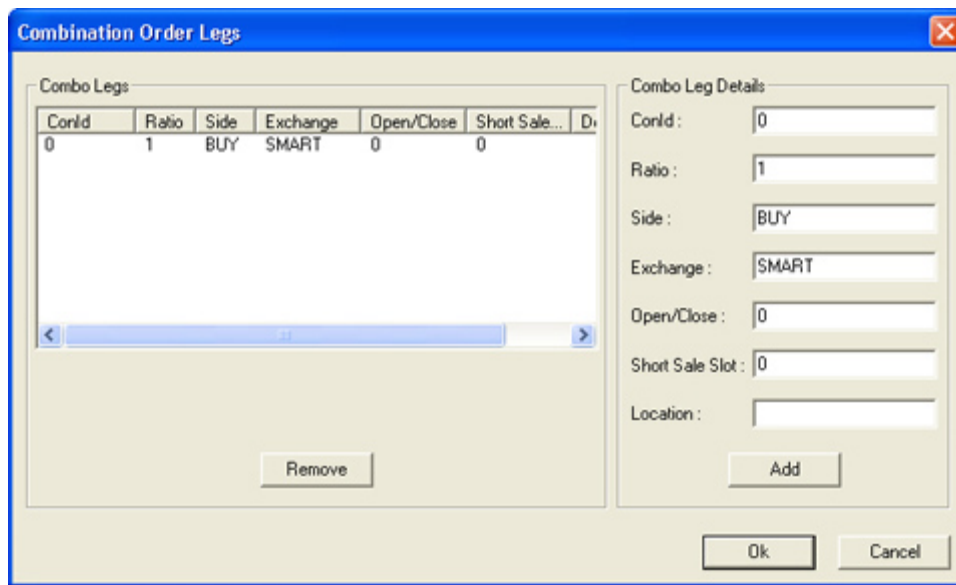 Combination Order Legs
Combo Legs
ConId Ratio Side Exchange Open/Close Short Sale...
0 1 BUY SMART 0 0
Remove
Combo Leg Details
ConId : 0
Ratio : 1
Side : BUY
Exchange : SMART
Open/Close : 0
Short Sale Slot : 0
Location :
Add
Ok Cancel